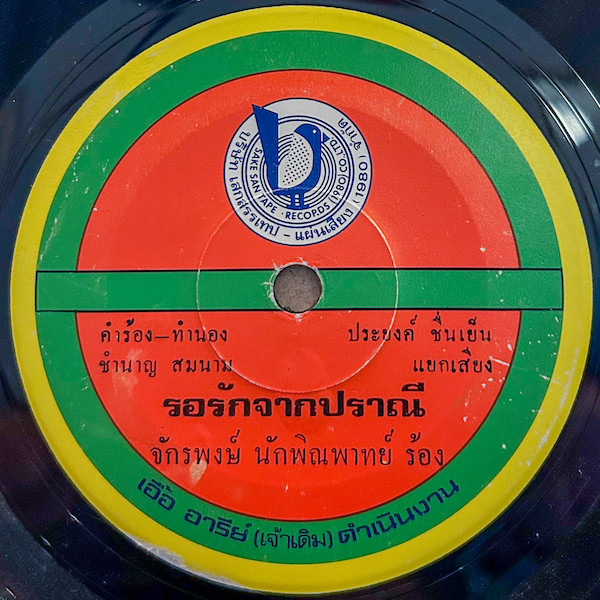 บริษัท เสกสรรเทป - แผ่นเสียง (1980) จำกัด
SAKE SAN TAPE · RECORDS (1980) CO., LTD.
คำร้อง—ทำนอง ประยงค์ ชื่นเย็น
ชำนาญ สมนาม แยกเสียง
รอรักจากปราณี
จักรพงษ์ นักพิณพาทย์ ร้อง
เอื้อ อารีย์ (เจ้าเดิม) ดำเนินงาน